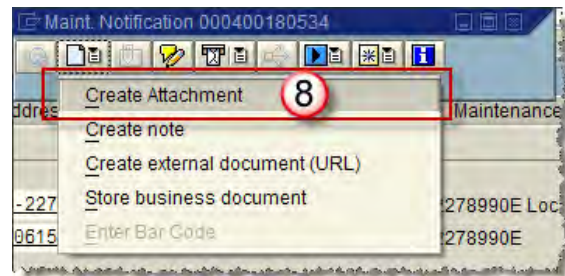 Maint. Notification 000400180534
Create Attachment
8
ddres
Maintenance
Create note
Create external document (URL)
-227
Store business document
2278990E Loc
0615
Enter Bar Code
278990E